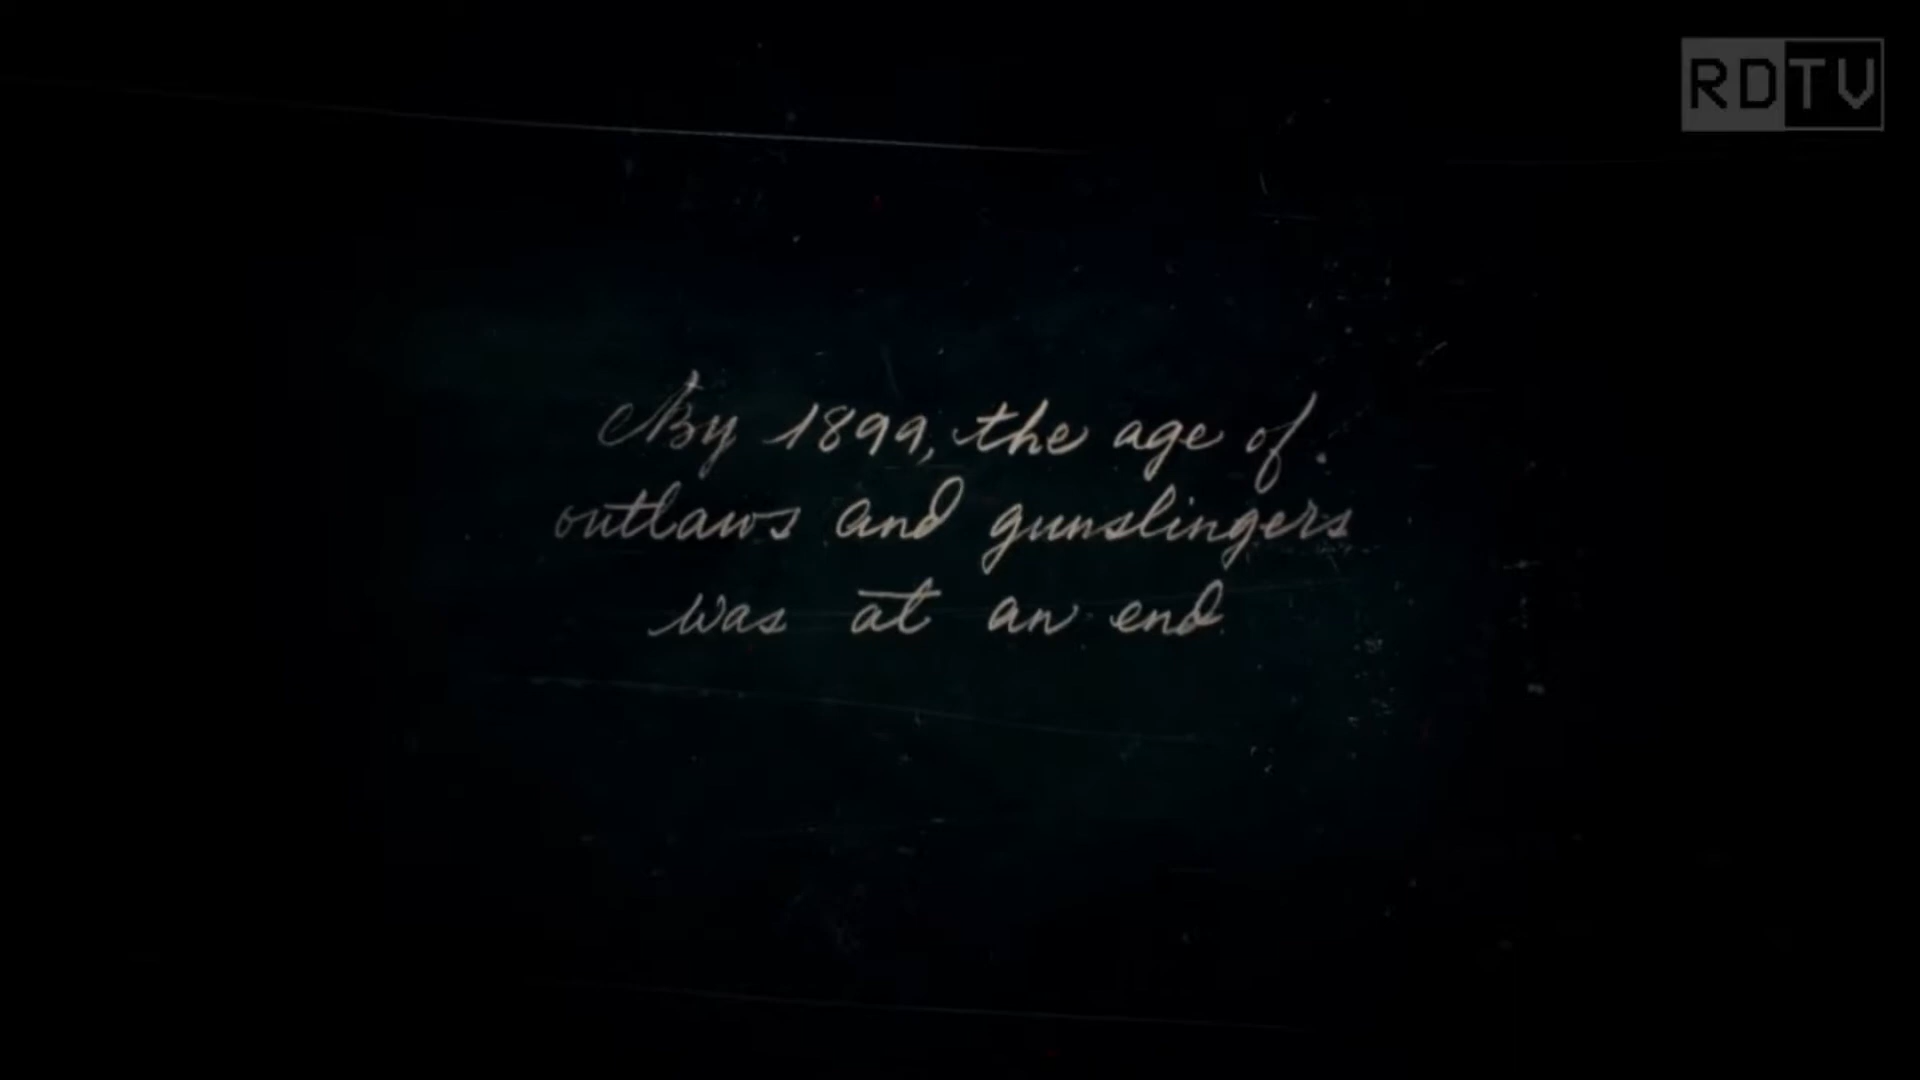 RDTV
By 1899, the age of
outlaws and gunslingers
was at an end